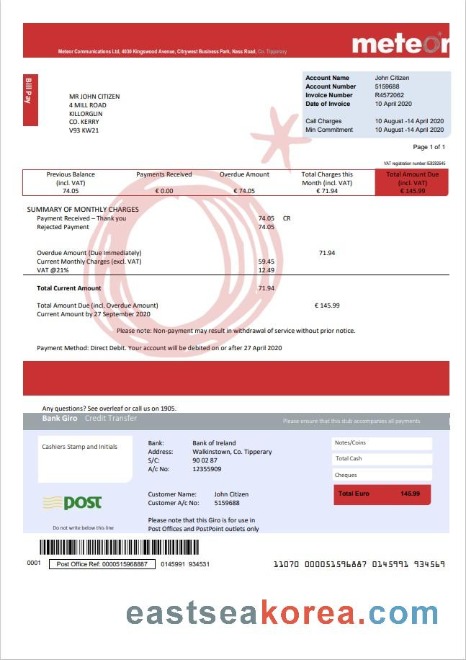 meteor
Meteor Communications Ltd, 4030 Kingswood Avenue, Citywest Business Park, Naas Road, Co. Tipperary
Bill Pay
MR JOHN CITIZEN
4 MILL ROAD
KILLORGLIN
CO. KERRY
V93 KW21
Account Name John Citizen
Account Number 5159688
Invoice Number R4572062
Date of Invoice 10 April 2020
Call Charges 10 August -14 April 2020
Min Commitment 10 August -14 April 2020
Page 1 of 1
VAT registration number
Previous Balance (incl. VAT) 74.05
Payments Received € 0.00
Overdue Amount € 74.05
Total Charges this Month (incl. VAT) € 71.94
Total Amount Due (incl. VAT) € 145.99
SUMMARY OF MONTHLY CHARGES
Payment Received – Thank you 74.05 CR
Rejected Payment 74.05
Overdue Amount (Due Immediately) 71.94
Current Monthly Charges (excl. VAT) 59.45
VAT @21% 12.49
Total Current Amount 71.94
Total Amount Due (incl. Overdue Amount) € 145.99
Current Amount by 27 September 2020
Please note: Non-payment may result in withdrawal of service without prior notice.
Payment Method: Direct Debit. Your account will be debited on or after 27 April 2020
Any questions? See overleaf or call us on 1905.
Bank Giro Credit Transfer
Please ensure that this stub accompanies all payments
Cashiers Stamp and Initials
POST
Do not write below this line
Bank: Bank of Ireland
Address: Walkinstown, Co. Tipperary
S/C: 90 02 87
A/c No: 12355909
Customer Name: John Citizen
Customer A/c No: 5159688
Please note that this Giro is for use in
Post Offices and PostPoint outlets only
Notes/Coins
Total Cash
Cheques
Total Euro 145.99
0001 Post Office Ref: 0000515968887 0145991 934531
11070 000051596887 0145991 934569
eastseakorea.com